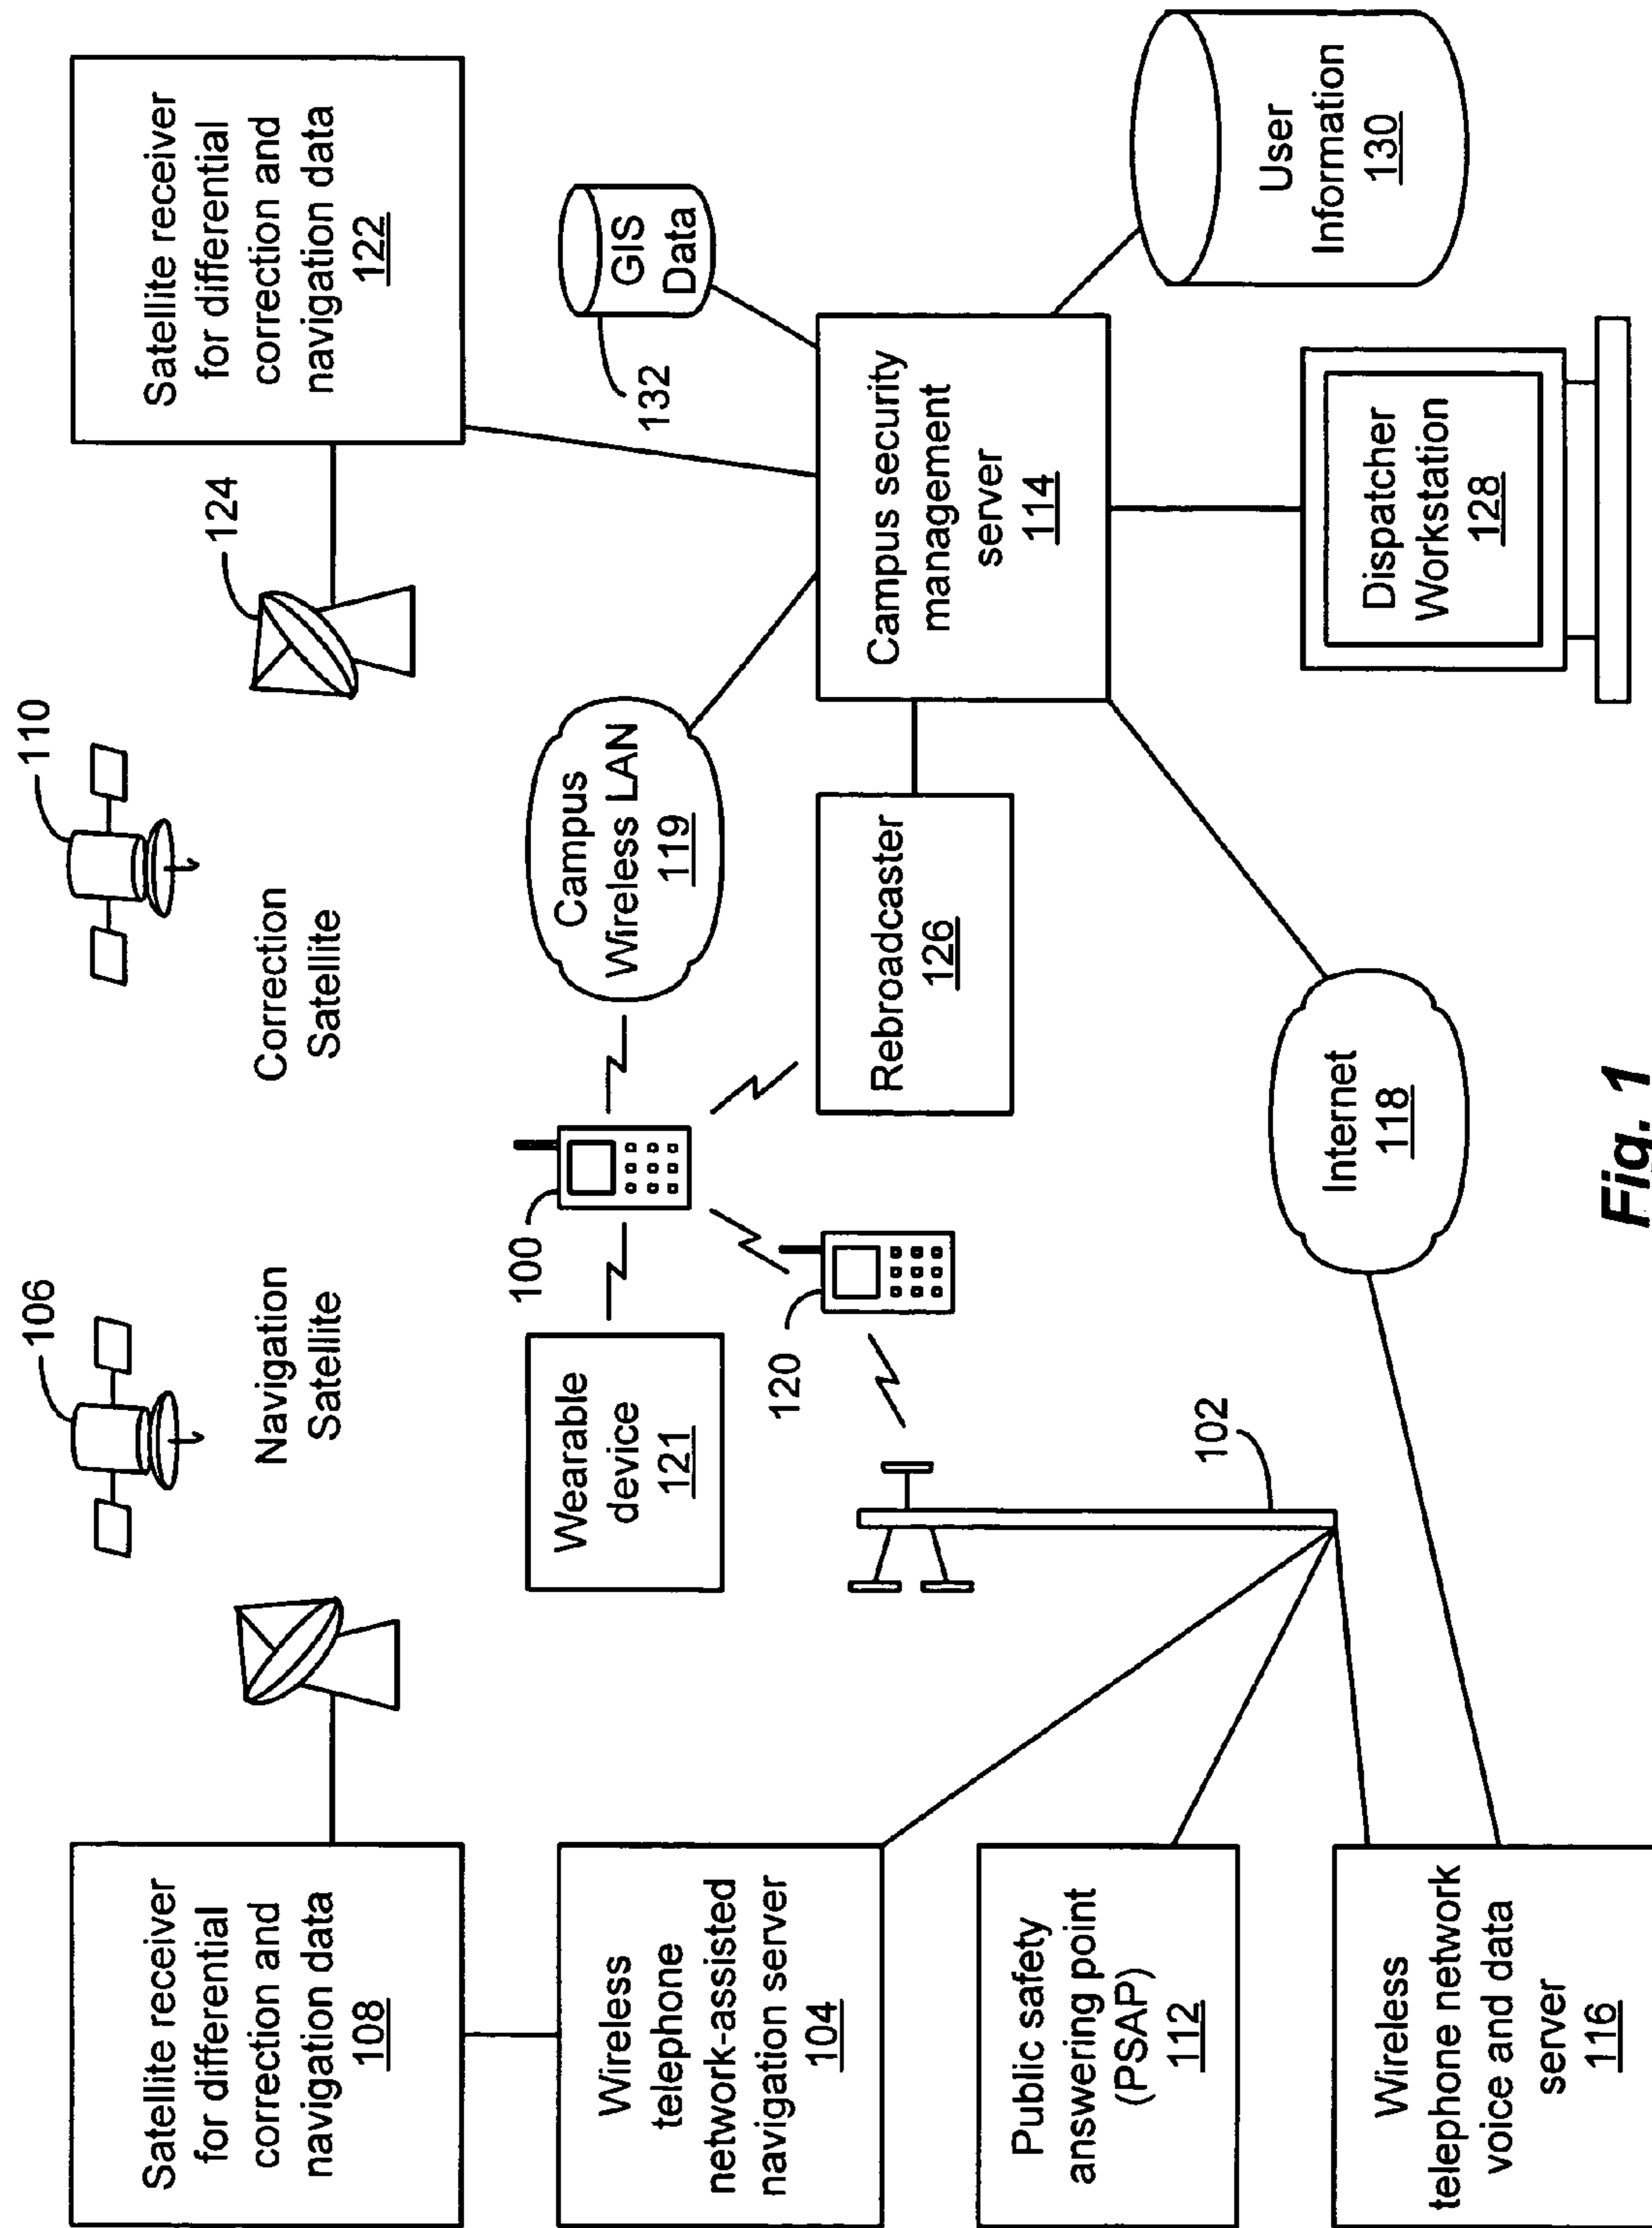 106
110
Navigation
Satellite
Correction
Satellite
124
Satellite receiver
for differential
correction and
navigation data
108
Satellite receiver
for differential
correction and
navigation data
122
Wireless
telephone
network-assisted
navigation server
104
Wearable
device
121
100
120
Campus
Wireless LAN
119
132
GIS
Data
Public safety
answering point
(PSAP)
112
102
Rebroadcaster
126
Campus security
management
server
114
Wireless
telephone network
voice and data
server
116
Internet
118
Dispatcher
Workstation
128
User
Information
130
Fig. 1